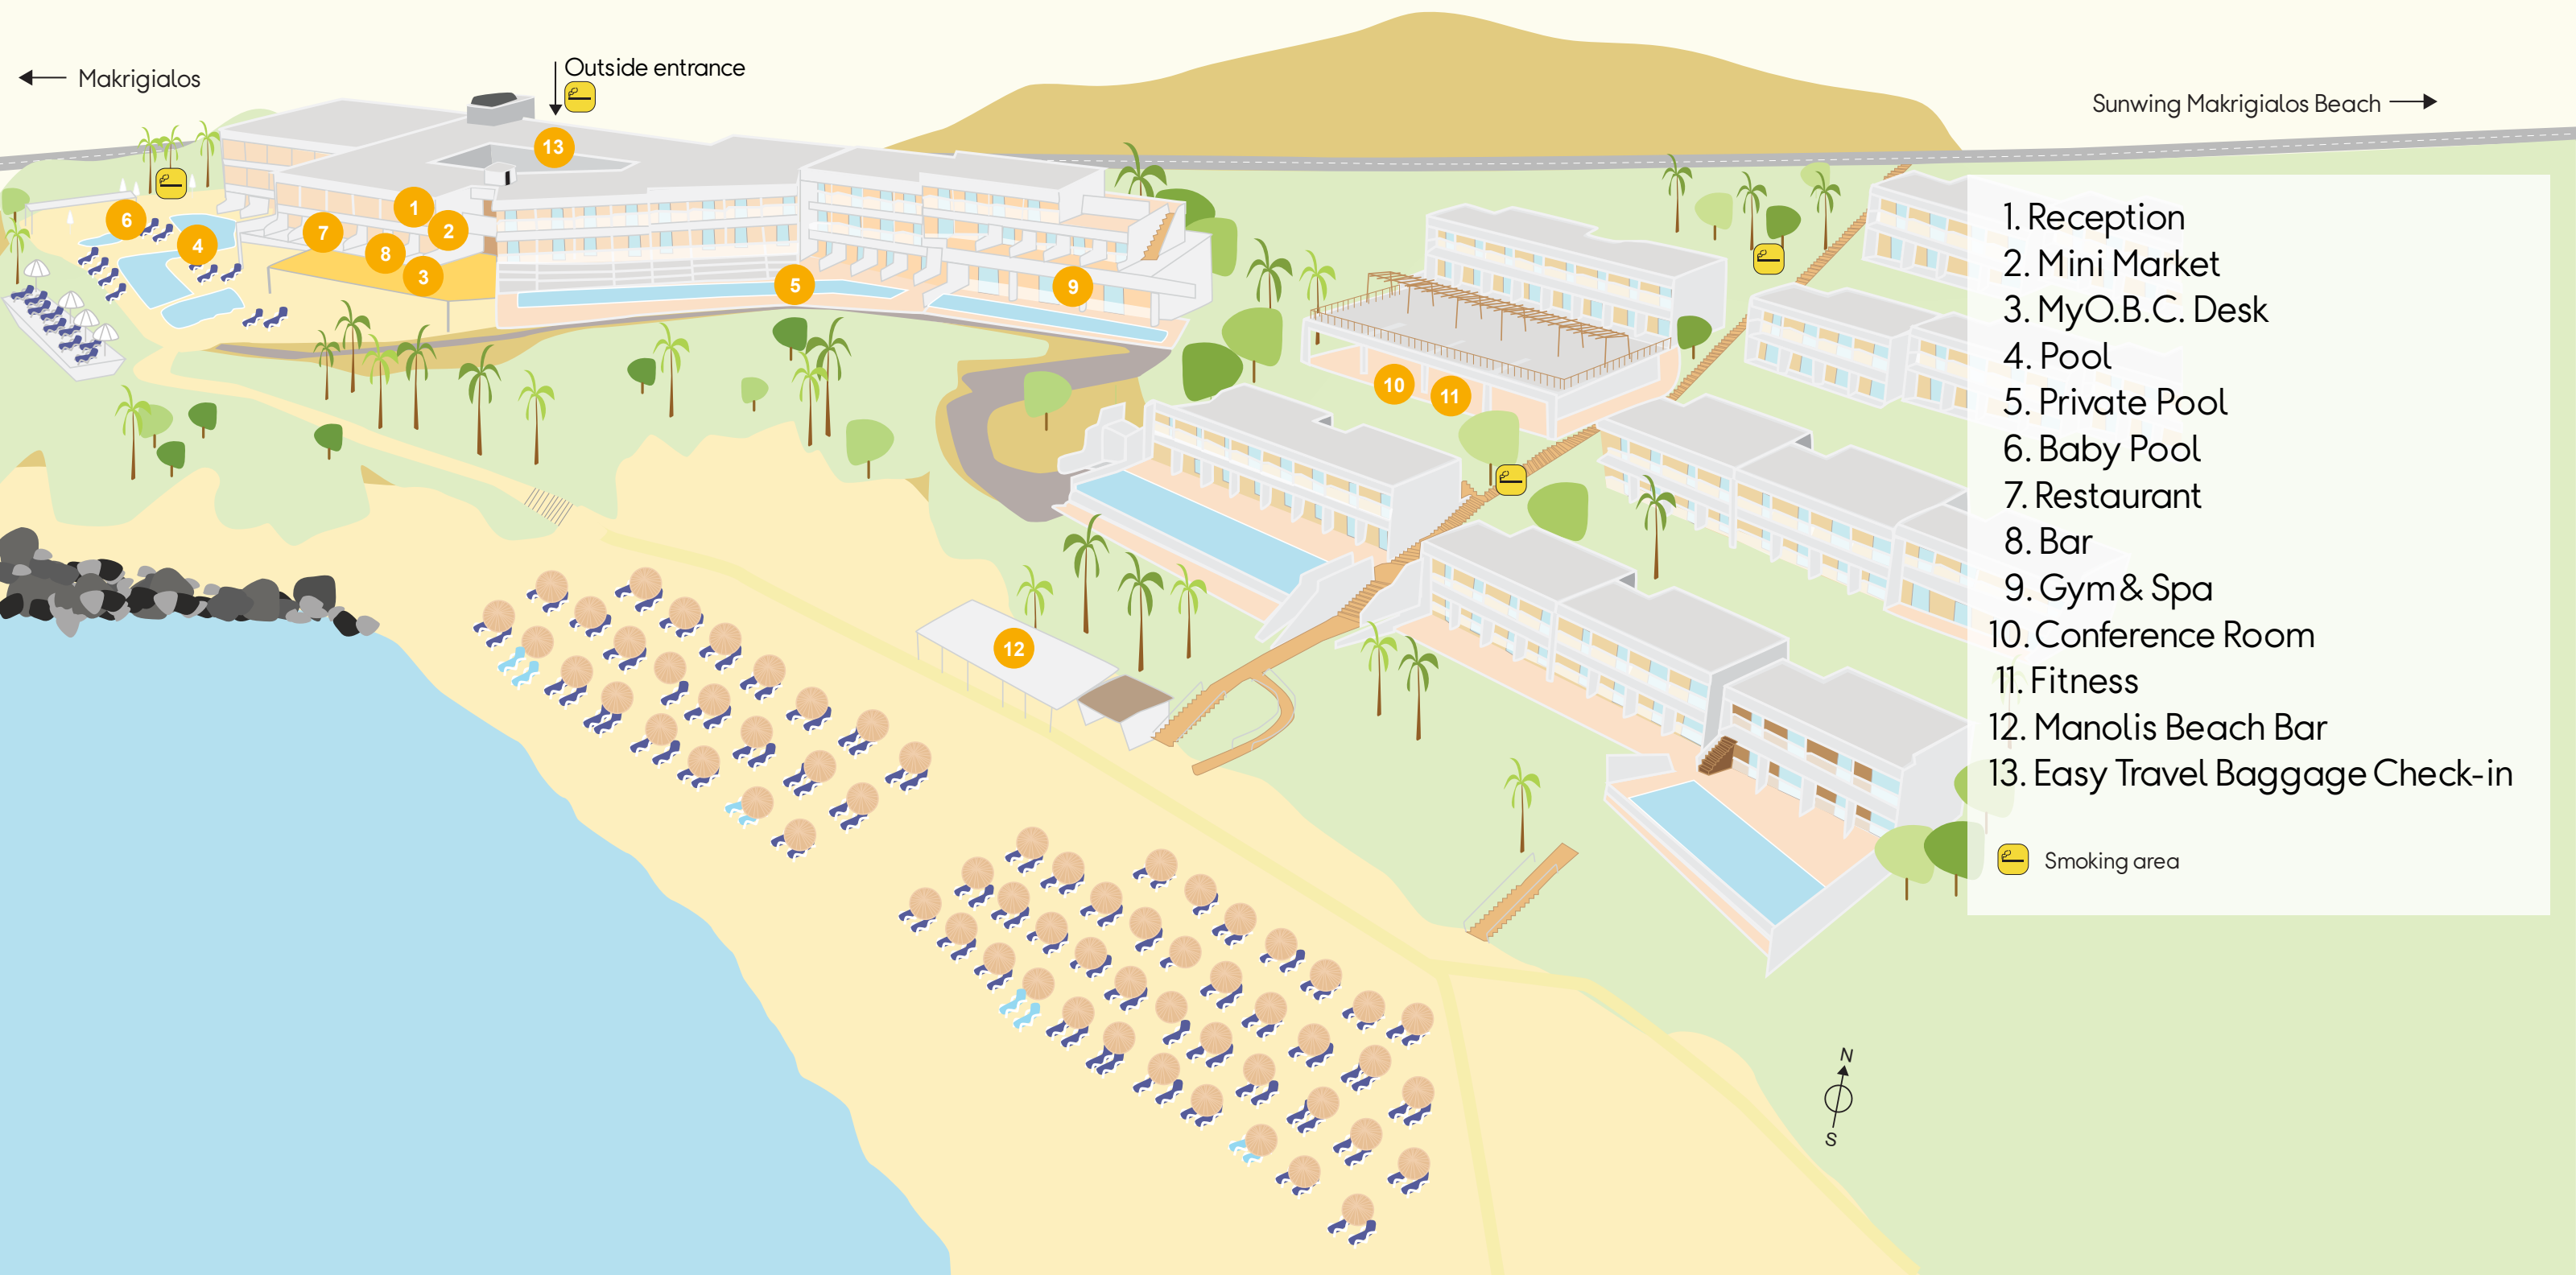 Makrigialos
Outside entrance
Sunwing Makrigialos Beach
13
1
2
6
7
4
8
3
5
9
10
11
12
1. Reception
2. Mini Market
3. MyO.B.C. Desk
4. Pool
5. Private Pool
6. Baby Pool
7. Restaurant
8. Bar
9. Gym & Spa
10. Conference Room
11. Fitness
12. Manolis Beach Bar
13. Easy Travel Baggage Check-in
Smoking area
N
S